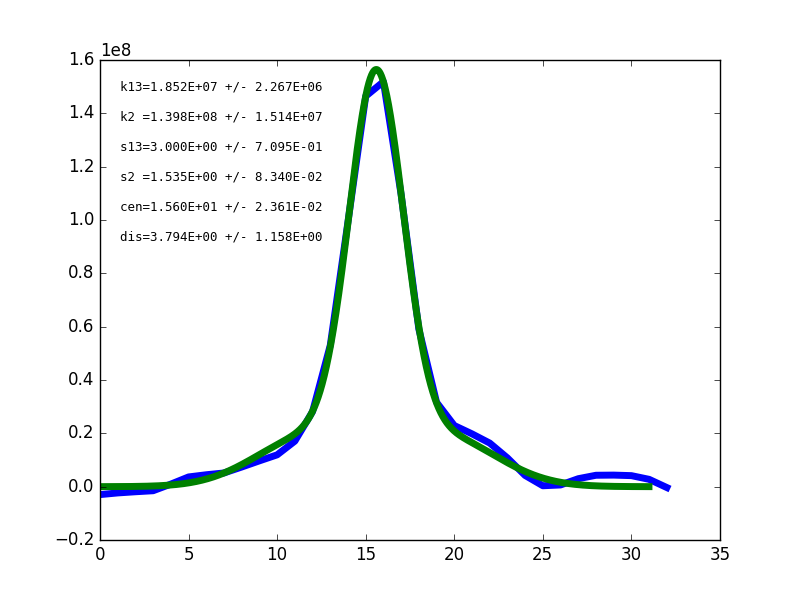 1e8
1.6
1.4
1.2
1.0
0.8
0.6
0.4
0.2
0.0
−0.2
k13=1.852E+07 +/- 2.267E+06
k2 =1.398E+08 +/- 1.514E+07
s13=3.000E+00 +/- 7.095E-01
s2 =1.535E+00 +/- 8.340E-02
cen=1.560E+01 +/- 2.361E-02
dis=3.794E+00 +/- 1.158E+00
0 5 10 15 20 25 30 35